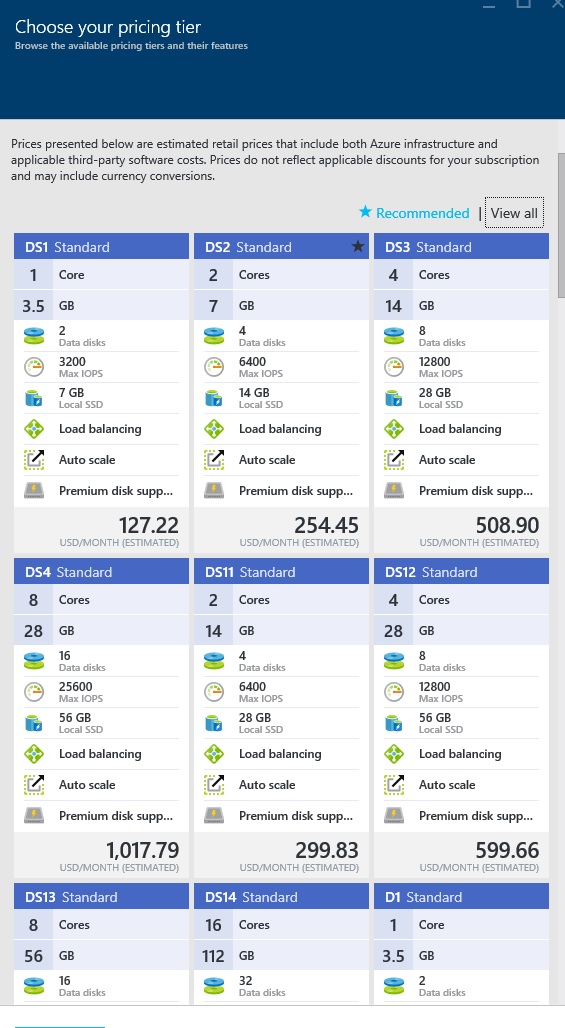 Choose your pricing tier
Browse the available pricing tiers and their features
Prices presented below are estimated retail prices that include both Azure infrastructure and
applicable third-party software costs. Prices do not reflect applicable discounts for your subscription
and may include currency conversions.
★ Recommended | View all
DS1 Standard
1 Core
3.5 GB
2
Data disks
3200
Max IOPS
7 GB
Local SSD
Load balancing
Auto scale
Premium disk supp...
127.22
USD/MONTH (ESTIMATED)
DS2 Standard ★
2 Cores
7 GB
4
Data disks
6400
Max IOPS
14 GB
Local SSD
Load balancing
Auto scale
Premium disk supp...
254.45
USD/MONTH (ESTIMATED)
DS3 Standard
4 Cores
14 GB
8
Data disks
12800
Max IOPS
28 GB
Local SSD
Load balancing
Auto scale
Premium disk supp...
508.90
USD/MONTH (ESTIMATED)
DS4 Standard
8 Cores
28 GB
16
Data disks
25600
Max IOPS
56 GB
Local SSD
Load balancing
Auto scale
Premium disk supp...
1,017.79
USD/MONTH (ESTIMATED)
DS11 Standard
2 Cores
14 GB
4
Data disks
6400
Max IOPS
28 GB
Local SSD
Load balancing
Auto scale
Premium disk supp...
299.83
USD/MONTH (ESTIMATED)
DS12 Standard
4 Cores
28 GB
8
Data disks
12800
Max IOPS
56 GB
Local SSD
Load balancing
Auto scale
Premium disk supp...
599.66
USD/MONTH (ESTIMATED)
DS13 Standard
8 Cores
56 GB
16
Data disks
DS14 Standard
16 Cores
112 GB
32
Data disks
D1 Standard
1 Core
3.5 GB
2
Data disks